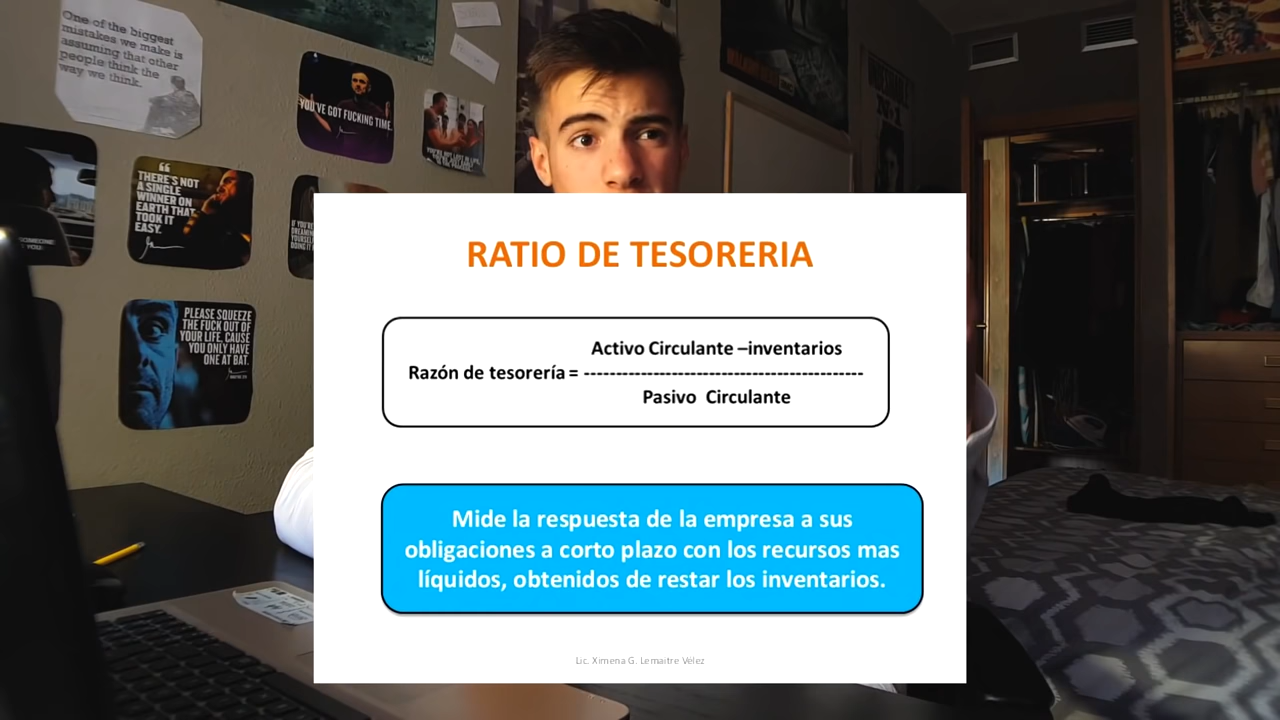 One of the biggest
mistakes we make is
assuming that other
people think the
way we think.
YOU'VE GOT FUCKING TIME
THERE'S NOT
A SINGLE
WINNER ON
EARTH THAT
TOOK IT
EASY.
PLEASE SQUEEZE
THE FUCK OUT OF
YOUR LIFE, CAUSE
YOU ONLY HAVE
ONE AT BAT.
RATIO DE TESORERIA
Activo Circulante –inventarios
Razón de tesorería = -------------------------------------------
Pasivo Circulante
Mide la respuesta de la empresa a sus
obligaciones a corto plazo con los recursos mas
líquidos, obtenidos de restar los inventarios.
Lic. Ximena G. Lemaitre Vélez